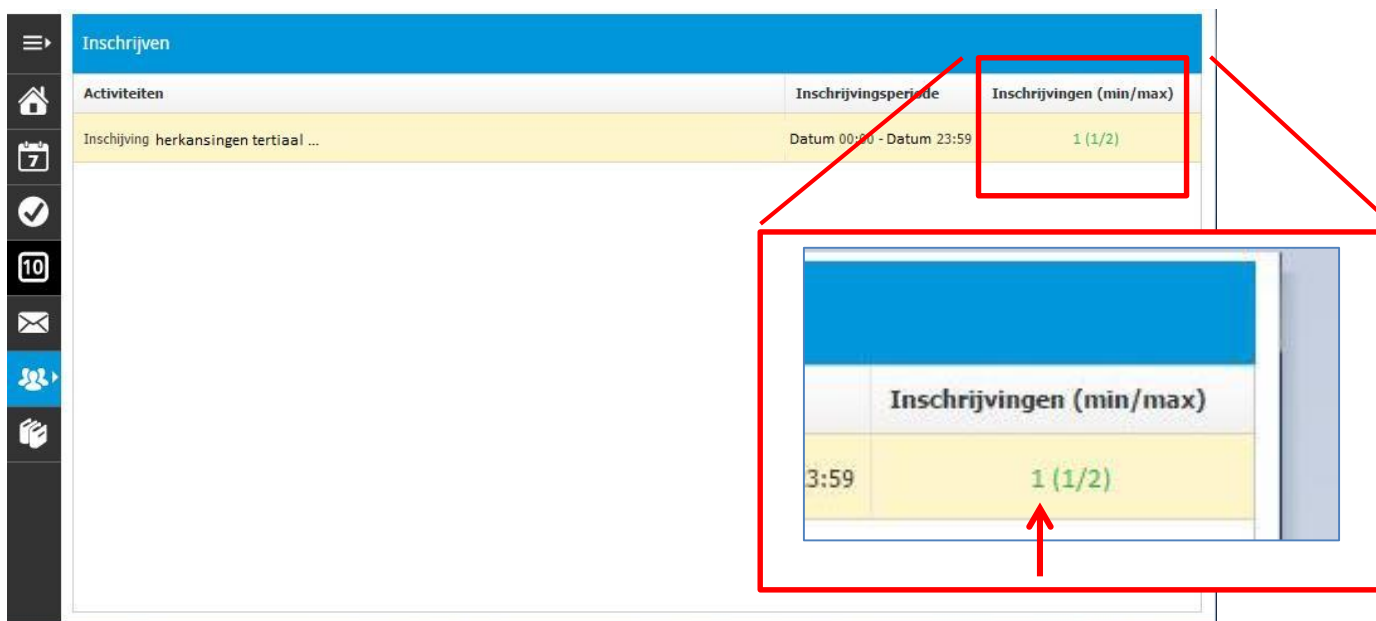 Inschrijven
Activiteiten Inschrijvingsperiode Inschrijvingen (min/max)
Inschijving herkansingen tertiaal ... Datum 00:00 - Datum 23:59 1 (1/2)
7
10
Inschrijvingen (min/max)
3:59 1 (1/2)